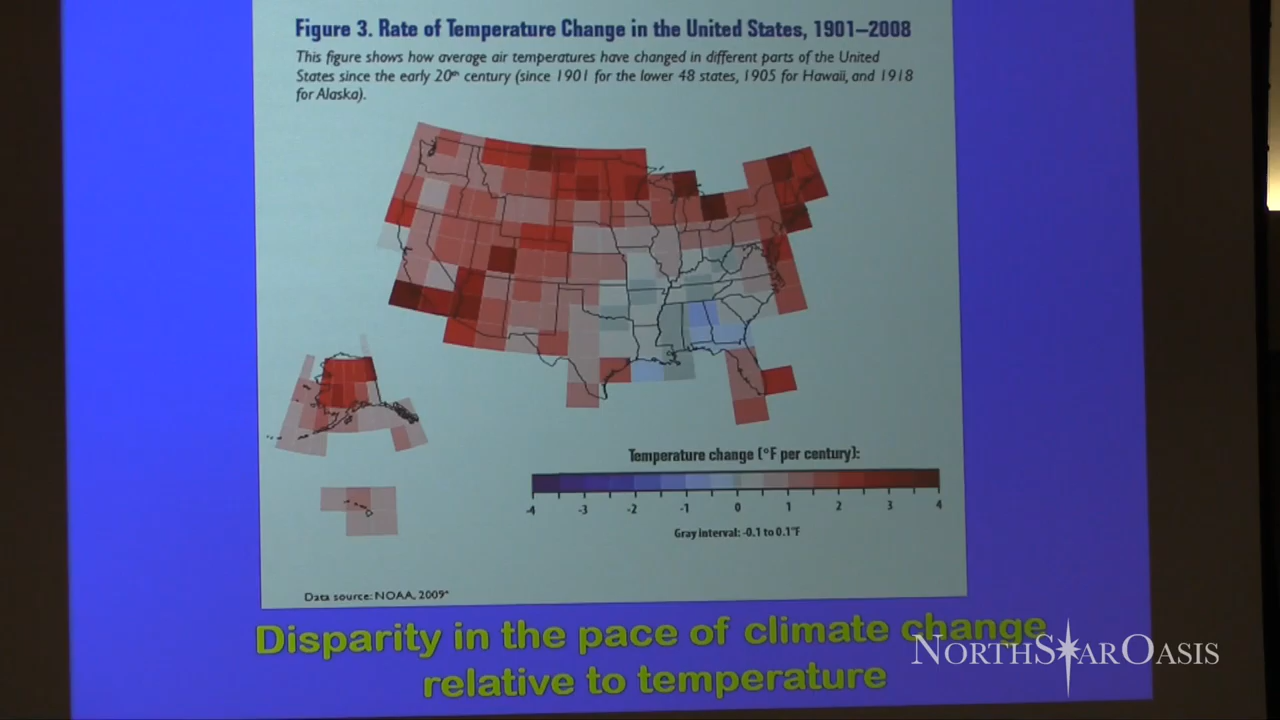 Figure 3. Rate of Temperature Change in the United States, 1901–2008
This figure shows how average air temperatures have changed in different parts of the United
States since the early 20th century (since 1901 for the lower 48 states, 1905 for Hawaii, and 1918
for Alaska).
Temperature change (°F per century):
-4 -3 -2 -1 0 1 2 3 4
Gray interval: -0.1 to 0.1°F
Data source: NOAA, 2009*
Disparity in the pace of climate change
relative to temperature
NORTHSTAROASIS